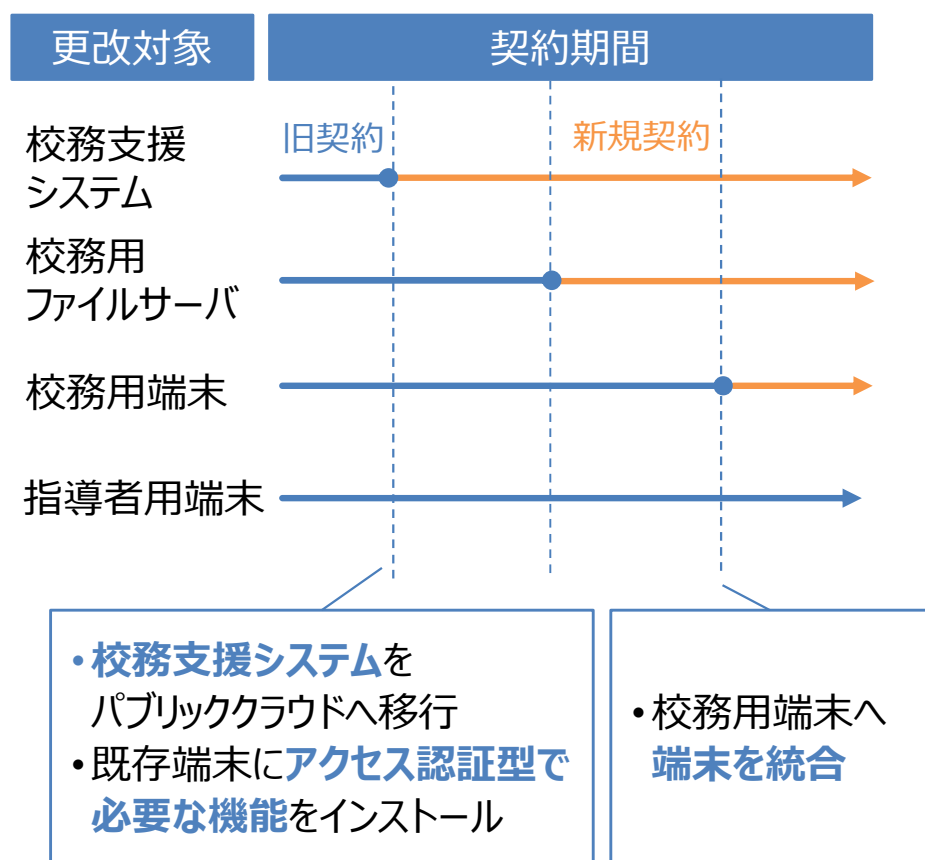 更改対象
契約期間
旧契約
新規契約
校務支援
システム
校務用
ファイルサーバ
校務用端末
指導者用端末
•校務支援システムを
パブリッククラウドへ移行
•既存端末にアクセス認証型で
必要な機能をインストール
•校務用端末へ
端末を統合